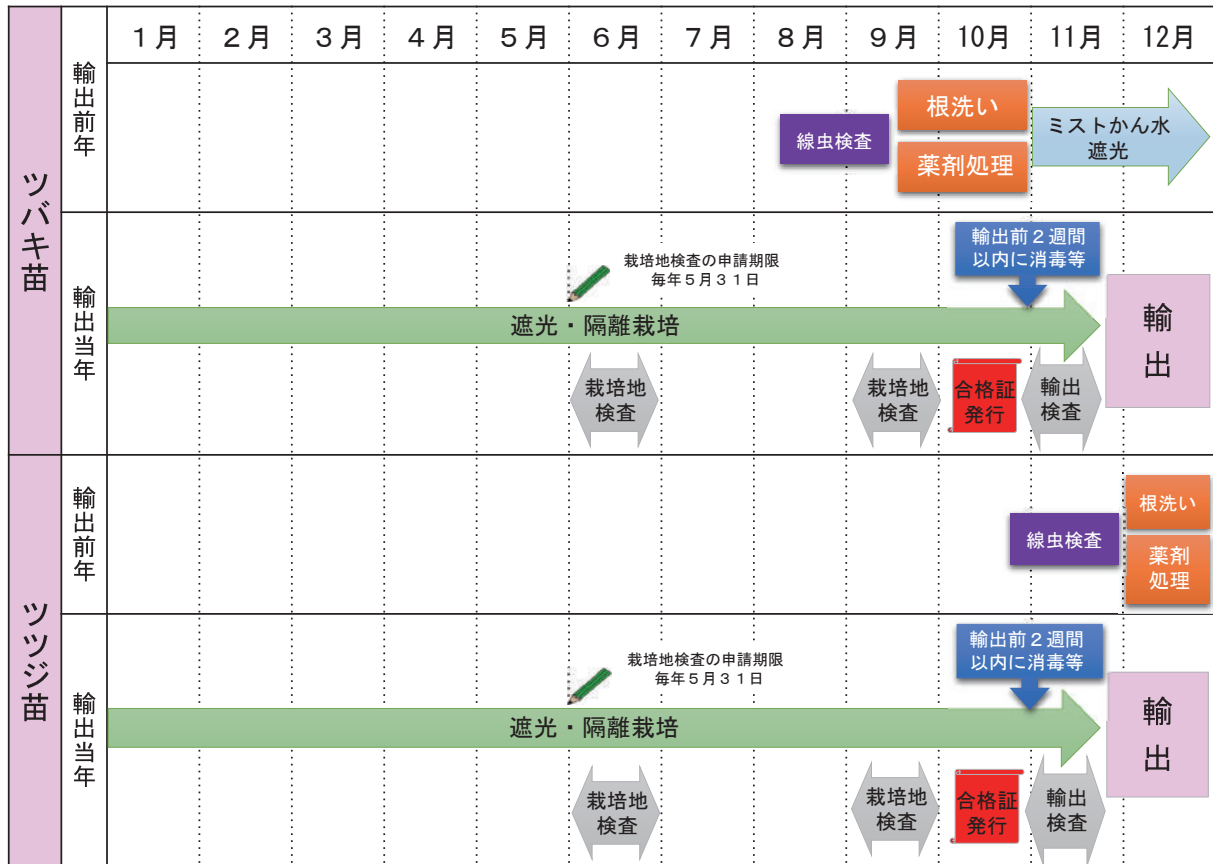 １月 ２月 ３月 ４月 ５月 ６月 ７月 ８月 ９月 10月 11月 12月
ツバキ苗
輸出前年
線虫検査
根洗い
薬剤処理
ミストかん水
遮光
輸出当年
栽培地検査の申請期限
毎年５月３１日
輸出前２週間
以内に消毒等
遮光・隔離栽培
栽培地
検査
栽培地
検査
合格証
発行
輸出
検査
輸
出
ツツジ苗
輸出前年
線虫検査
根洗い
薬剤
処理
輸出当年
栽培地検査の申請期限
毎年５月３１日
輸出前２週間
以内に消毒等
遮光・隔離栽培
栽培地
検査
栽培地
検査
合格証
発行
輸出
検査
輸
出